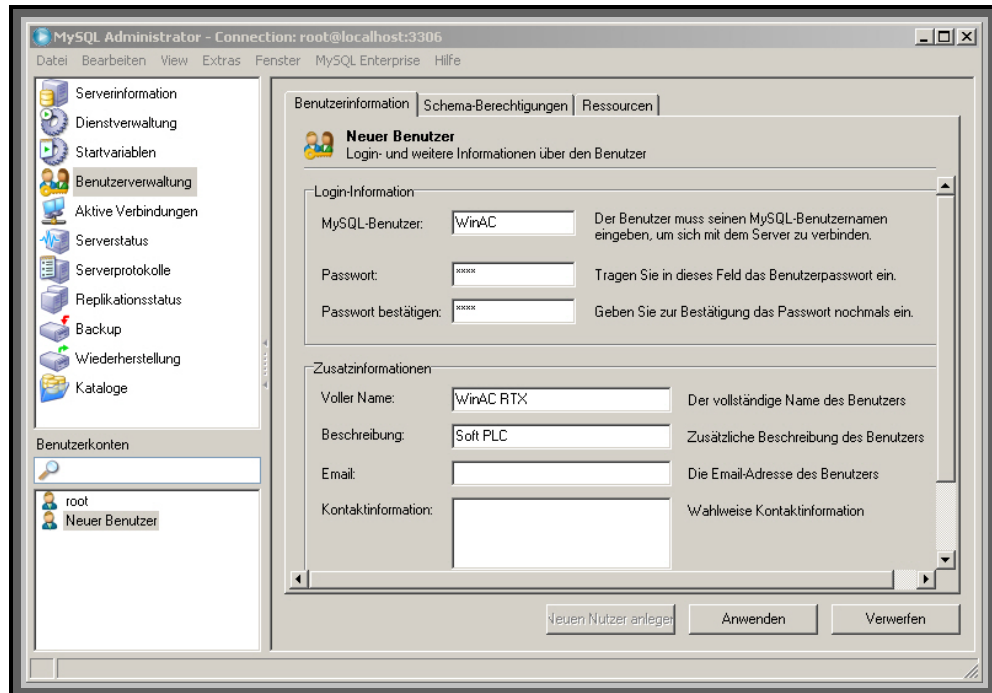 MySQL Administrator - Connection: root@localhost:3306
Datei Bearbeiten View Extras Fenster MySQL Enterprise Hilfe
Serverinformation
Dienstverwaltung
Startvariablen
Benutzerverwaltung
Aktive Verbindungen
Serverstatus
Serverprotokolle
Replikationsstatus
Backup
Wiederherstellung
Kataloge
Benutzerkonten
root
Neuer Benutzer
Benutzerinformation Schema-Berechtigungen Ressourcen
Neuer Benutzer
Login- und weitere Informationen über den Benutzer
Login-Information
MySQL-Benutzer: WinAC Der Benutzer muss seinen MySQL-Benutzernamen
eingeben, um sich mit dem Server zu verbinden.
Passwort: **** Tragen Sie in dieses Feld das Benutzerpasswort ein.
Passwort bestätigen: **** Geben Sie zur Bestätigung das Passwort nochmals ein.
Zusatzinformationen
Voller Name: WinAC RTX Der vollständige Name des Benutzers
Beschreibung: Soft PLC Zusätzliche Beschreibung des Benutzers
Email: Die Email-Adresse des Benutzers
Kontaktinformation: Wahlweise Kontaktinformation
Neuen Nutzer anlegen Anwenden Verwerfen